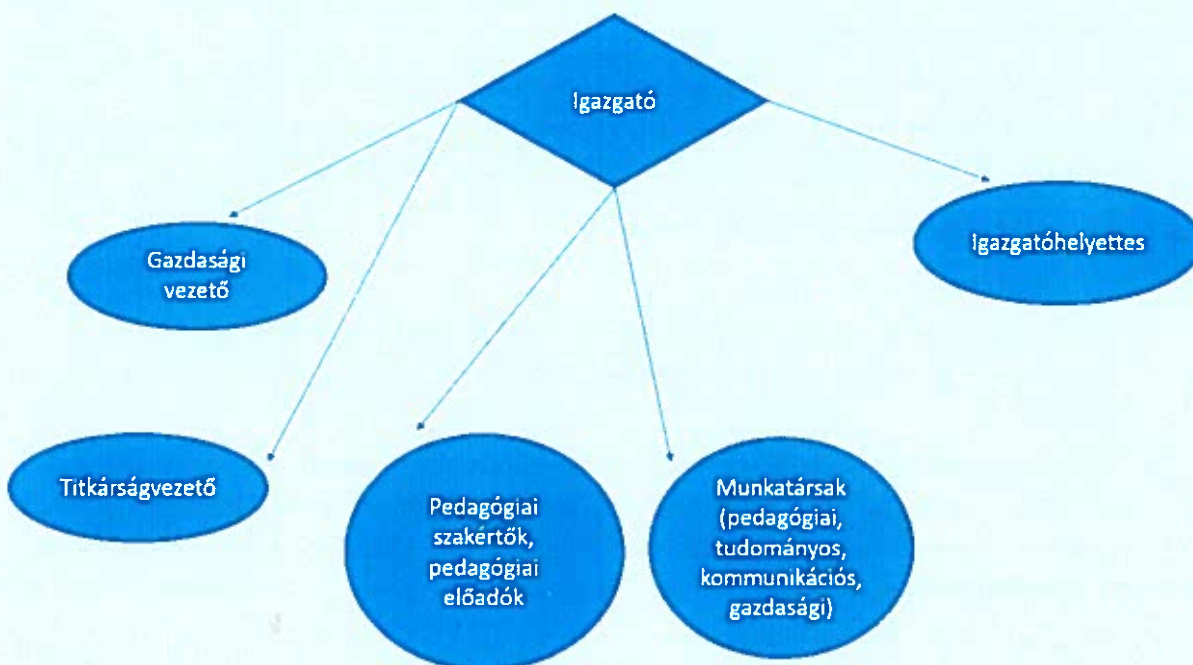 Igazgató
Gazdasági
vezető
Igazgatóhelyettes
Titkárságvezető
Pedagógiai
szakértők,
pedagógiai
előadók
Munkatársak
(pedagógiai,
tudományos,
kommunikációs,
gazdasági)